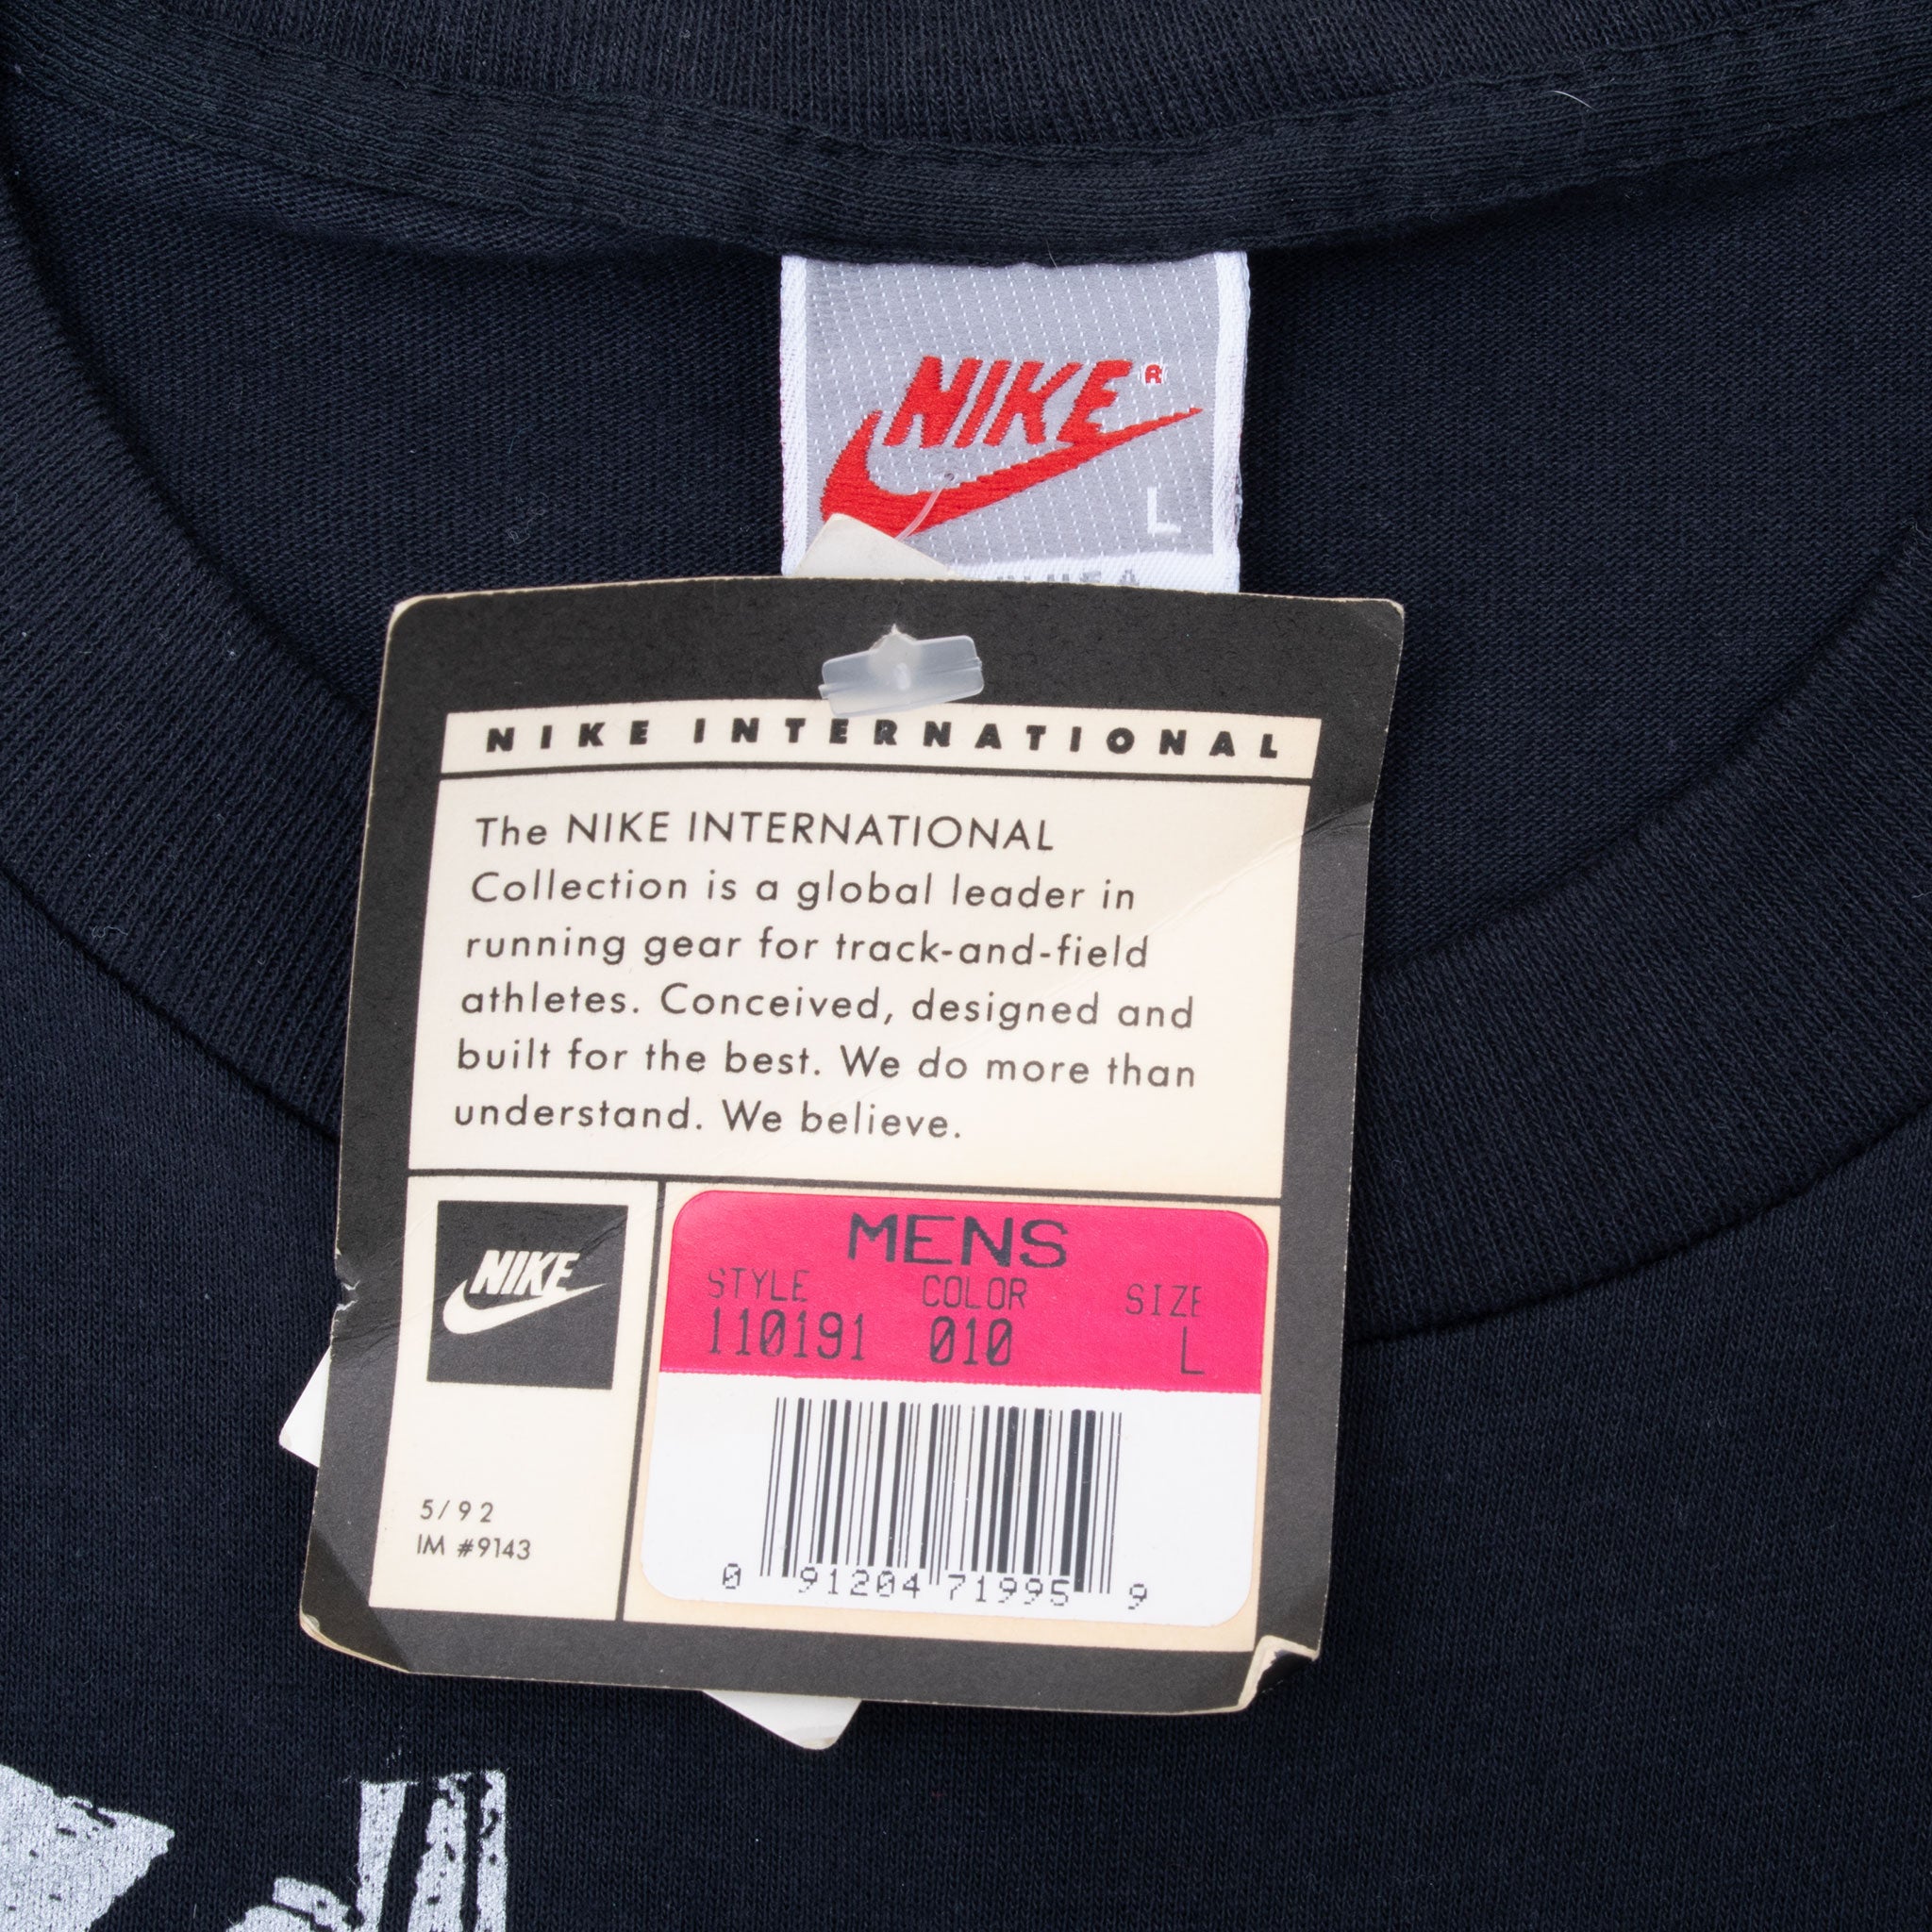 NIKE®
L
NIKE INTERNATIONAL
The NIKE INTERNATIONAL
Collection is a global leader in
running gear for track-and-field
athletes. Conceived, designed and
built for the best. We do more than
understand. We believe.
NIKE
5/92
IM #9143
MENS
STYLE COLOR SIZE
110191 010 L
0 91204 71995 9